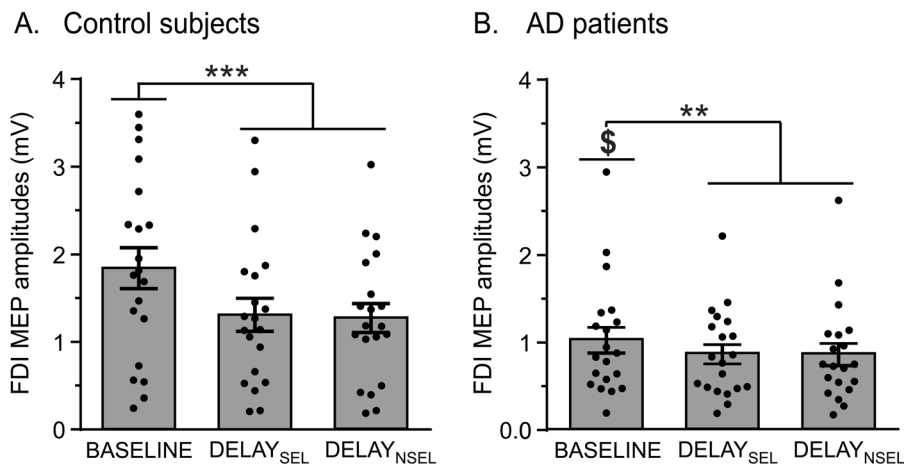 A. Control subjects
***
FDI MEP amplitudes (mV)
4
3
2
1
0
BASELINE DELAYSEL DELAYNSEL
B. AD patients
**
$
FDI MEP amplitudes (mV)
4
3
2
1
0.0
BASELINE DELAYSEL DELAYNSEL